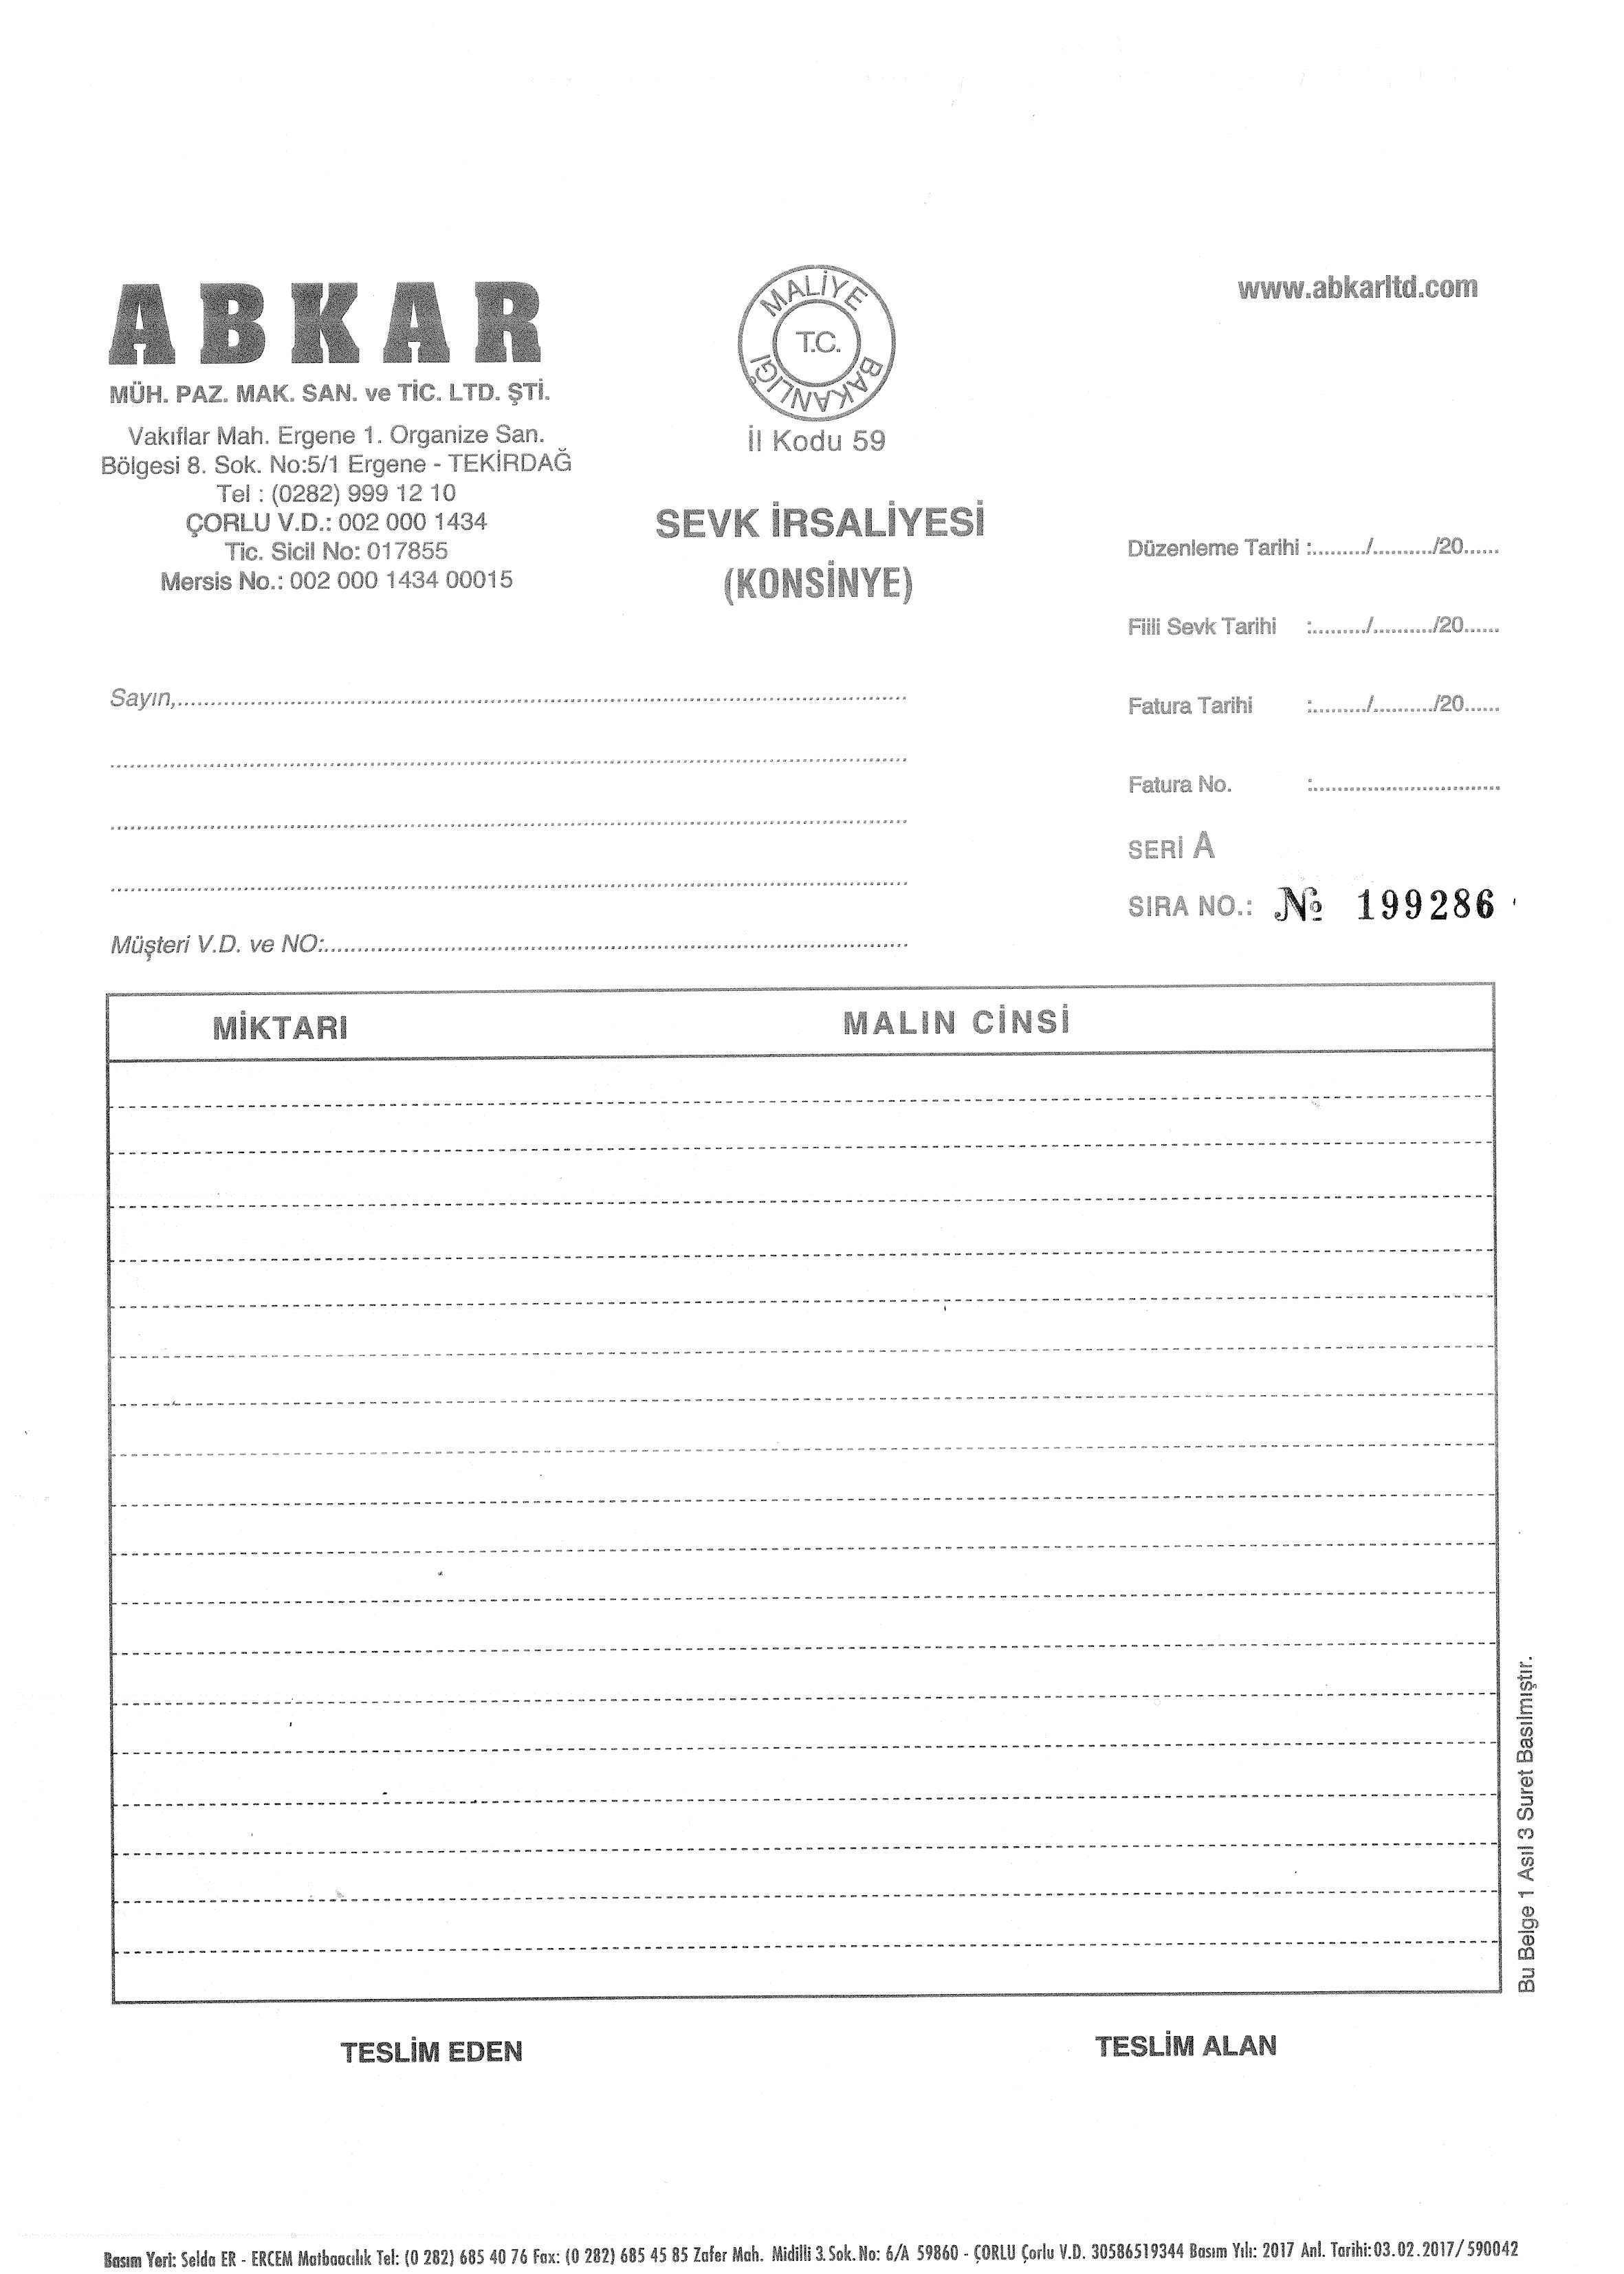 ABKAR
MÜH. PAZ. MAK. SAN. ve TİC. LTD. ŞTİ.
Vakıflar Mah. Ergene 1. Organize San.
Bölgesi 8. Sok. No:5/1 Ergene - TEKİRDAĞ
Tel : (0282) 999 12 10
ÇORLU V.D.: 002 000 1434
Tic. Sicil No: 017855
Mersis No.: 002 000 1434 00015
MALİYE BAKANLIĞI
T.C.
İl Kodu 59
SEVK İRSALİYESİ
(KONSİNYE)
www.abkarltd.com
Düzenleme Tarihi :........./........../20......
Fiili Sevk Tarihi :........./........../20......
Fatura Tarihi :........./........../20......
Fatura No. :................................
SERİ A
SIRA NO.: № 199286
Sayın,..............................
Müşteri V.D. ve NO:..............................
MİKTARI MALIN CİNSİ
Bu Belge 1 Asıl 3 Suret Basılmıştır.
TESLİM EDEN TESLİM ALAN
Basım Yeri: Selda ER - ERCEM Matbaacılık Tel: (0 282) 685 40 76 Fax: (0 282) 685 45 85 Zafer Mah. Midilli 3. Sok. No: 6/A 59860 - ÇORLU Çorlu V.D. 30586519344 Basım Yılı: 2017 Anl. Tarihi: 03.02.2017/ 590042